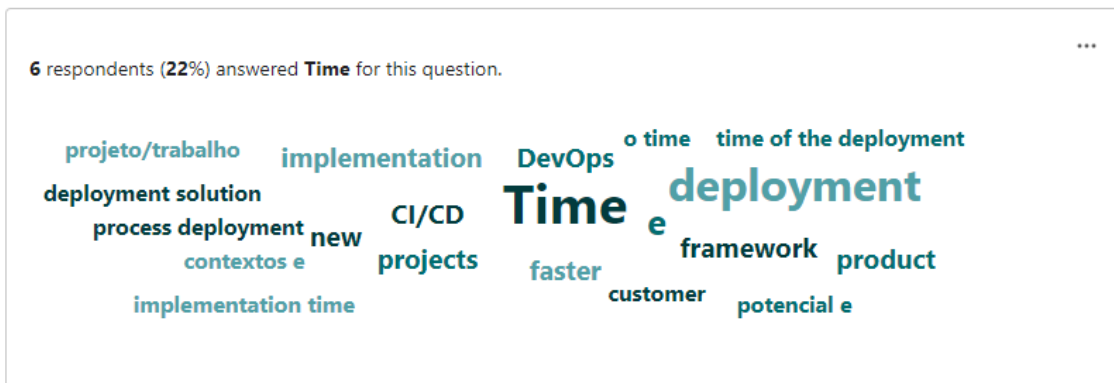 6 respondents (22%) answered Time for this question.
projeto/trabalho
implementation
DevOps
o time
time of the deployment
deployment solution
CI/CD
Time
deployment
process deployment
new
e
framework
contextos e
projects
faster
product
customer
implementation time
potencial e